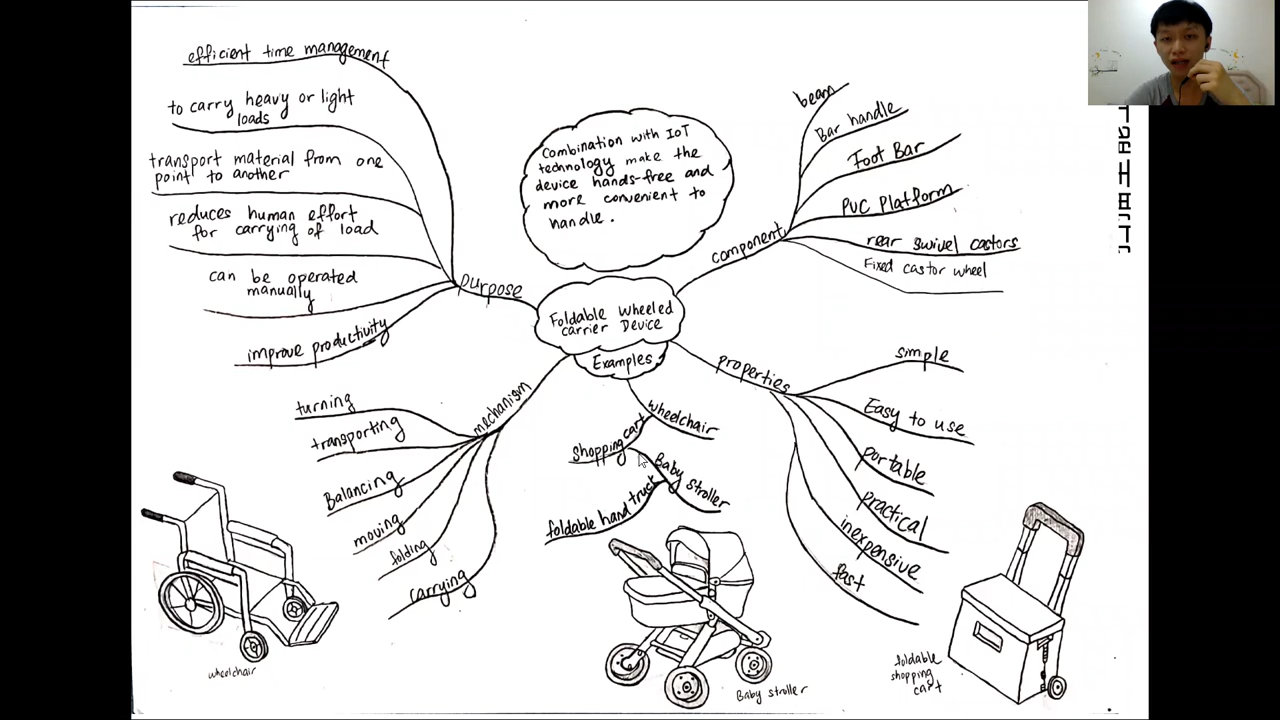 efficient time management
to carry heavy or light
loads
transport material from one
point to another
reduces human effort
for carrying of load
can be operated
manually
improve productivity
purpose
Combination with IoT
technology make the
device hands-free and
more convenient to
handle.
beam
Bar handle
Foot Bar
PVC Platform
rear swivel castors
Fixed castor wheel
component
Foldable Wheeled
carrier Device
Examples
wheelchair
shopping cart
Baby stroller
foldable hand truck
mechanism
turning
transporting
Balancing
moving
folding
carrying
properties
simple
Easy to use
portable
practical
inexpensive
fast
wheelchair
Baby stroller
foldable
shopping
cart